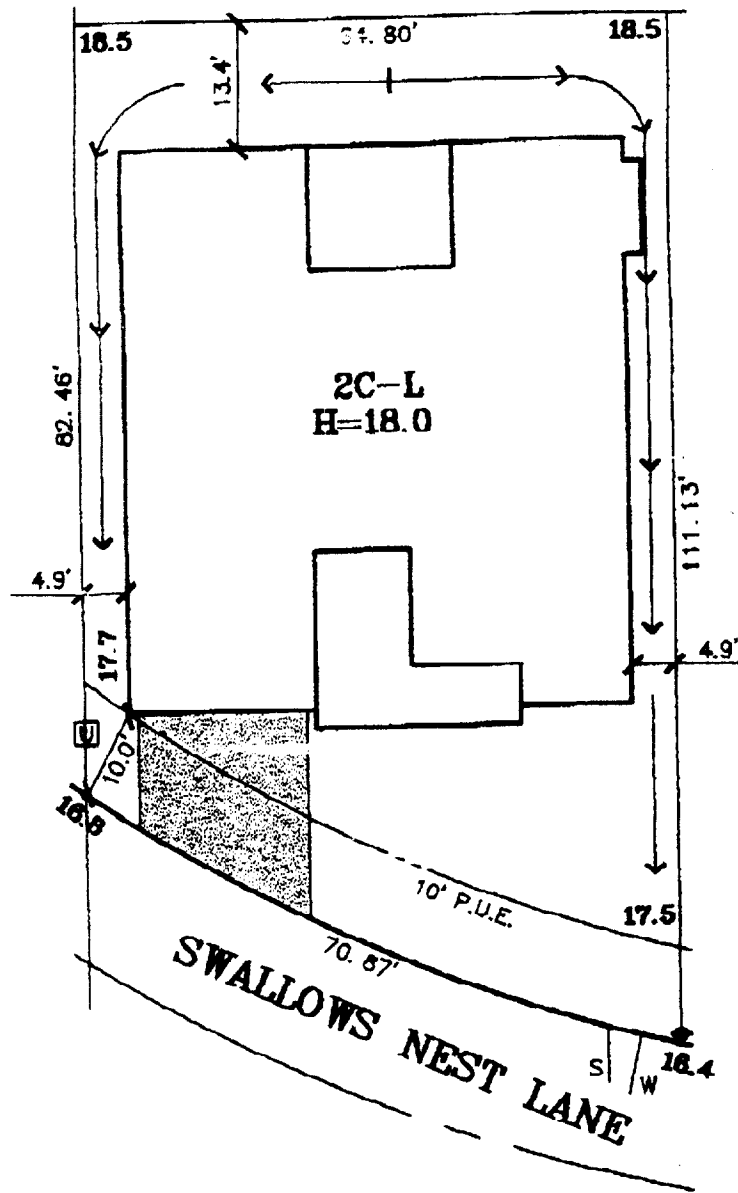 18.5
18.5
13.4'
82.46'
2C-L
H=18.0
111.13'
4.9'
17.7
4.9'
U
10.0'
16.8
10' P.U.E.
17.5
70.87'
SWALLOWS NEST LANE
S
W
16.4